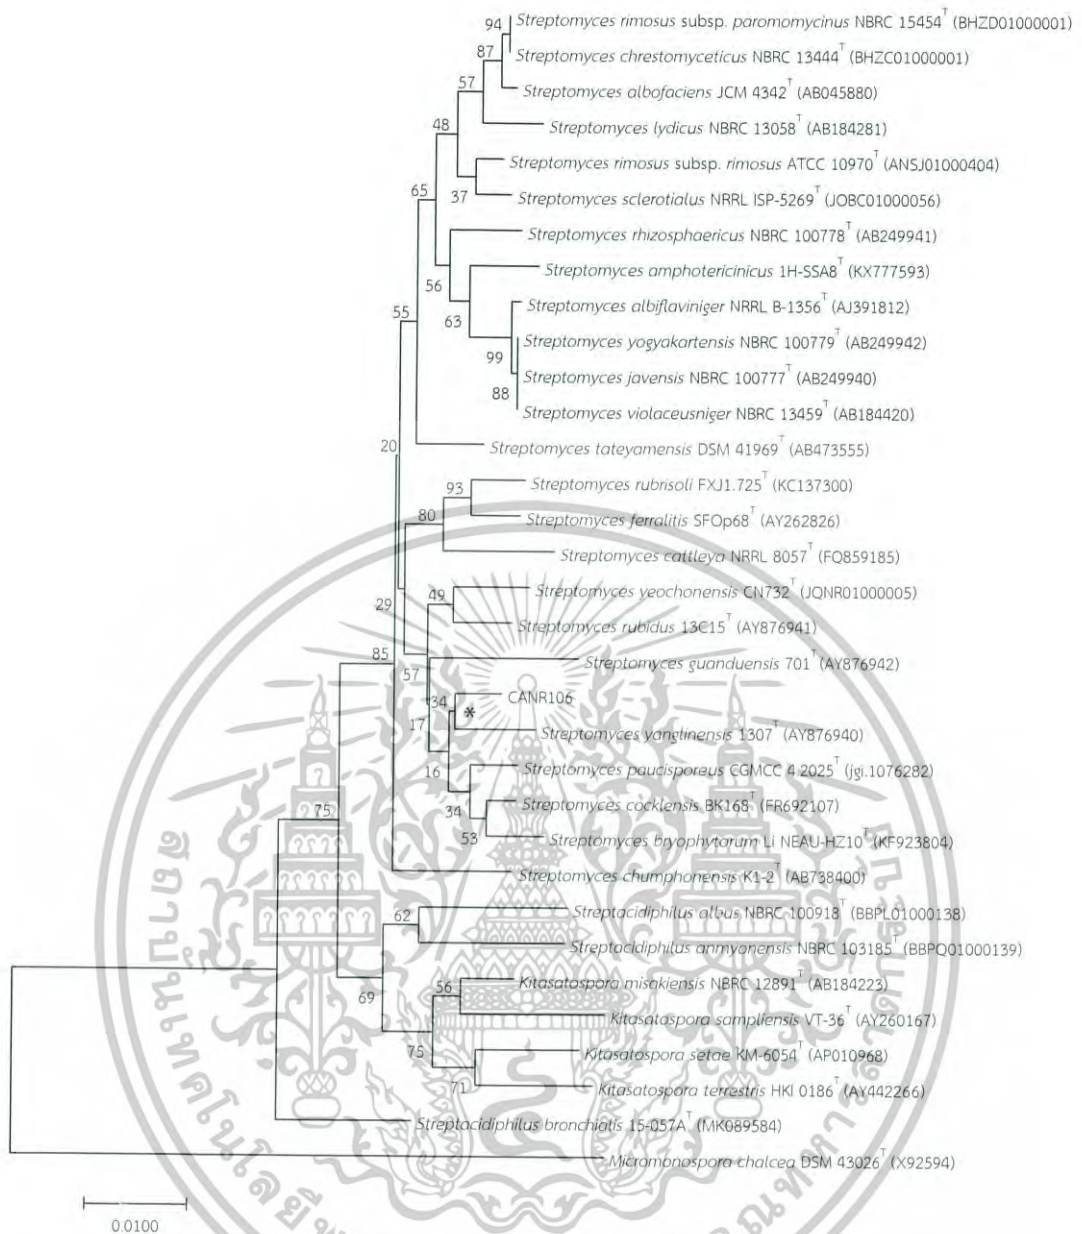 94
Streptomyces rimosus subsp. paromomycinus NBRC 15454T (BHZD01000001)
87
Streptomyces chrestomyceticus NBRC 13444T (BHZC01000001)
57
Streptomyces albofaciens JCM 4342T (AB045880)
48
Streptomyces lydicus NBRC 13058T (AB184281)
Streptomyces rimosus subsp. rimosus ATCC 10970T (ANSJ01000404)
65
37
Streptomyces sclerotialus NRRL ISP-5269T (JOBC01000056)
Streptomyces rhizosphaericus NBRC 100778T (AB249941)
56
Streptomyces amphotericinicus 1H-SSA8T (KX777593)
55
63
Streptomyces albiflaviniger NRRL B-1356T (AJ391812)
99
Streptomyces yogyakartensis NBRC 100779T (AB249942)
88
Streptomyces javensis NBRC 100777T (AB249940)
Streptomyces violaceusniger NBRC 13459T (AB184420)
20
Streptomyces tateyamensis DSM 41969T (AB473555)
93
Streptomyces rubrisoli FXJ1.725T (KC137300)
80
Streptomyces ferralitis SFOp68T (AY262826)
Streptomyces cattleya NRRL 8057T (FQ859185)
29
49
Streptomyces yeochonensis CN732T (JQNR01000005)
Streptomyces rubidus 13C15T (AY876941)
85
57
Streptomyces guanduensis 701T (AY876942)
34
CANR106
17
*
Streptomyces yanglinensis 1307T (AY876940)
16
Streptomyces paucisporeus CGMCC 4.2025T (jgi.1076282)
75
34
Streptomyces cocklensis BK168T (FR692107)
53
Streptomyces bryophytorum Li NEAU-HZ10T (KF923804)
Streptomyces chumphonensis K1-2T (AB738400)
62
Streptacidiphilus albus NBRC 100918T (BBPL01000138)
Streptacidiphilus anmyonensis NBRC 103185T (BBPQ01000139)
69
56
Kitasatospora misakiensis NBRC 12891T (AB184223)
Kitasatospora sampliensis VT-36T (AY260167)
75
Kitasatospora setae KM-6054T (AP010968)
71
Kitasatospora terrestris HKI 0186T (AY442266)
Streptacidiphilus bronchialis 15-057AT (MK089584)
Micromonospora chalcea DSM 43026T (X92594)
0.0100